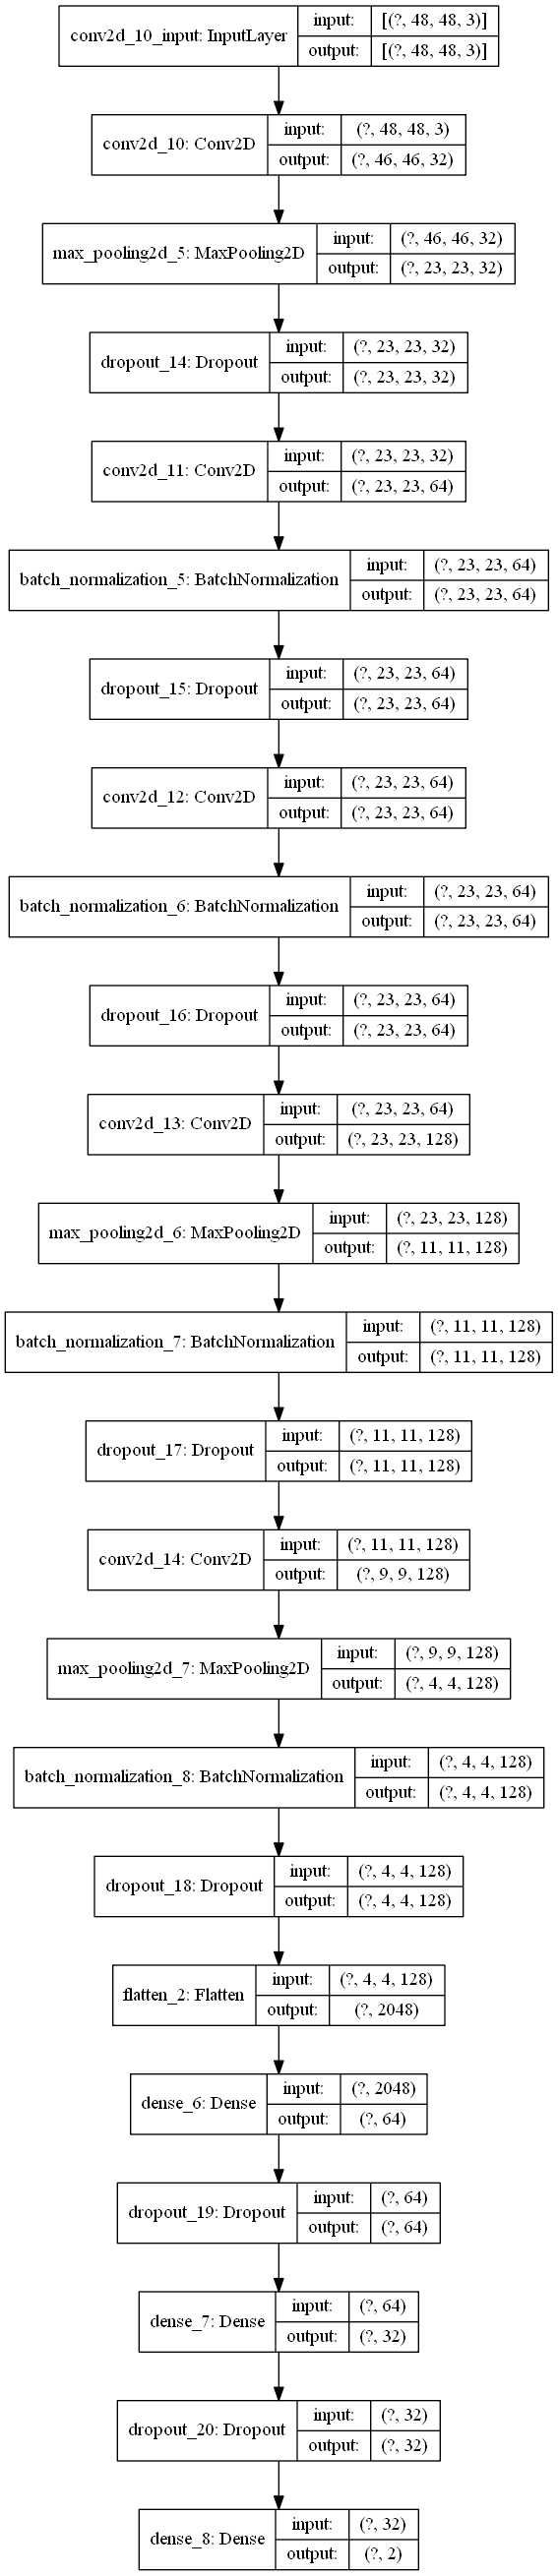 conv2d_10_input: InputLayer
input: [(?, 48, 48, 3)]
output: [(?, 48, 48, 3)]
conv2d_10: Conv2D
input: (?, 48, 48, 3)
output: (?, 46, 46, 32)
max_pooling2d_5: MaxPooling2D
input: (?, 46, 46, 32)
output: (?, 23, 23, 32)
dropout_14: Dropout
input: (?, 23, 23, 32)
output: (?, 23, 23, 32)
conv2d_11: Conv2D
input: (?, 23, 23, 32)
output: (?, 23, 23, 64)
batch_normalization_5: BatchNormalization
input: (?, 23, 23, 64)
output: (?, 23, 23, 64)
dropout_15: Dropout
input: (?, 23, 23, 64)
output: (?, 23, 23, 64)
conv2d_12: Conv2D
input: (?, 23, 23, 64)
output: (?, 23, 23, 64)
batch_normalization_6: BatchNormalization
input: (?, 23, 23, 64)
output: (?, 23, 23, 64)
dropout_16: Dropout
input: (?, 23, 23, 64)
output: (?, 23, 23, 64)
conv2d_13: Conv2D
input: (?, 23, 23, 64)
output: (?, 23, 23, 128)
max_pooling2d_6: MaxPooling2D
input: (?, 23, 23, 128)
output: (?, 11, 11, 128)
batch_normalization_7: BatchNormalization
input: (?, 11, 11, 128)
output: (?, 11, 11, 128)
dropout_17: Dropout
input: (?, 11, 11, 128)
output: (?, 11, 11, 128)
conv2d_14: Conv2D
input: (?, 11, 11, 128)
output: (?, 9, 9, 128)
max_pooling2d_7: MaxPooling2D
input: (?, 9, 9, 128)
output: (?, 4, 4, 128)
batch_normalization_8: BatchNormalization
input: (?, 4, 4, 128)
output: (?, 4, 4, 128)
dropout_18: Dropout
input: (?, 4, 4, 128)
output: (?, 4, 4, 128)
flatten_2: Flatten
input: (?, 4, 4, 128)
output: (?, 2048)
dense_6: Dense
input: (?, 2048)
output: (?, 64)
dropout_19: Dropout
input: (?, 64)
output: (?, 64)
dense_7: Dense
input: (?, 64)
output: (?, 32)
dropout_20: Dropout
input: (?, 32)
output: (?, 32)
dense_8: Dense
input: (?, 32)
output: (?, 2)